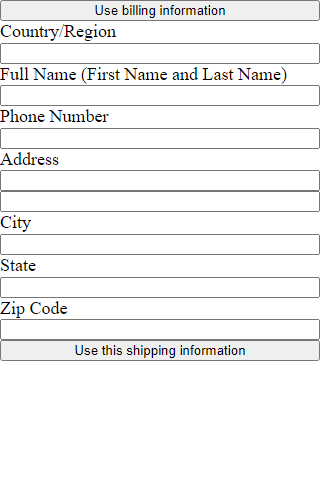 Use billing information
Country/Region
Full Name (First Name and Last Name)
Phone Number
Address
City
State
Zip Code
Use this shipping information